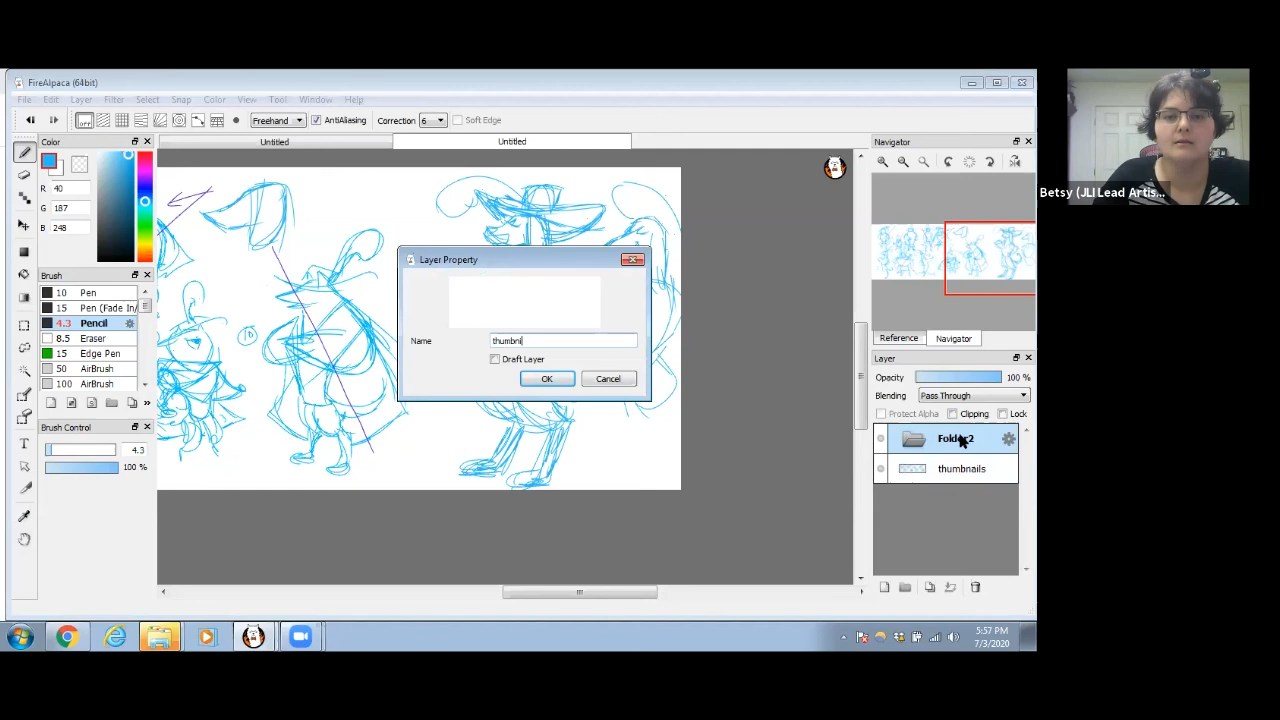 FireAlpaca (64bit)
File Edit Layer Filter Select Snap Color View Tool Window Help
OFF Freehand AntiAliasing Correction 6 Soft Edge
Color
Untitled
Untitled
Navigator
R 40
G 187
B 248
Brush
10 Pen
15 Pen (Fade In/
4.3 Pencil
8.5 Eraser
15 Edge Pen
50 AirBrush
100 AirBrush
Brush Control
4.3
100 %
Layer Property
Name thumbni
Draft Layer
OK Cancel
Reference Navigator
Layer
Opacity 100 %
Blending Pass Through
Protect Alpha Clipping Lock
thumbnails
5:57 PM
7/3/2020
Betsy (JLI Lead Artis...